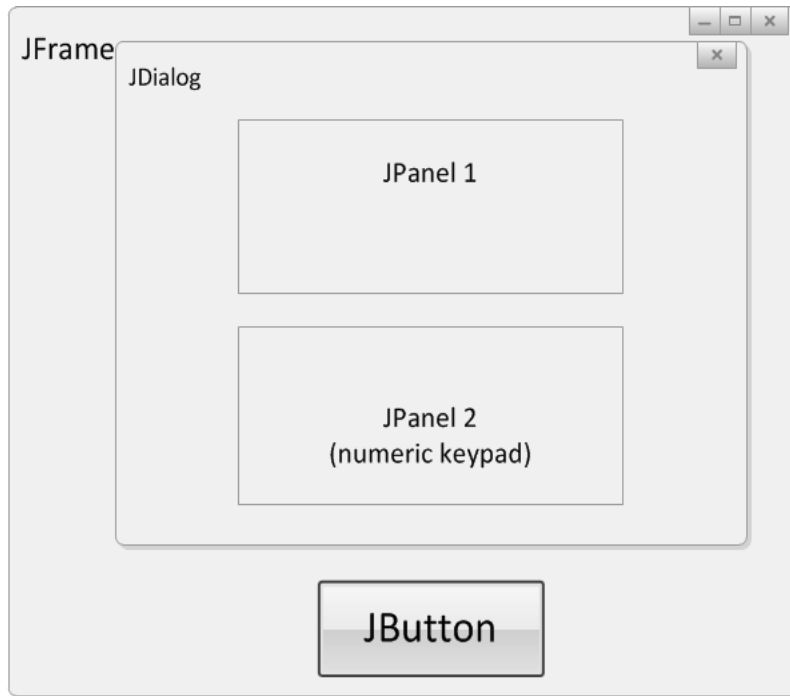 JFrame
JDialog
JPanel 1
JPanel 2
(numeric keypad)
JButton